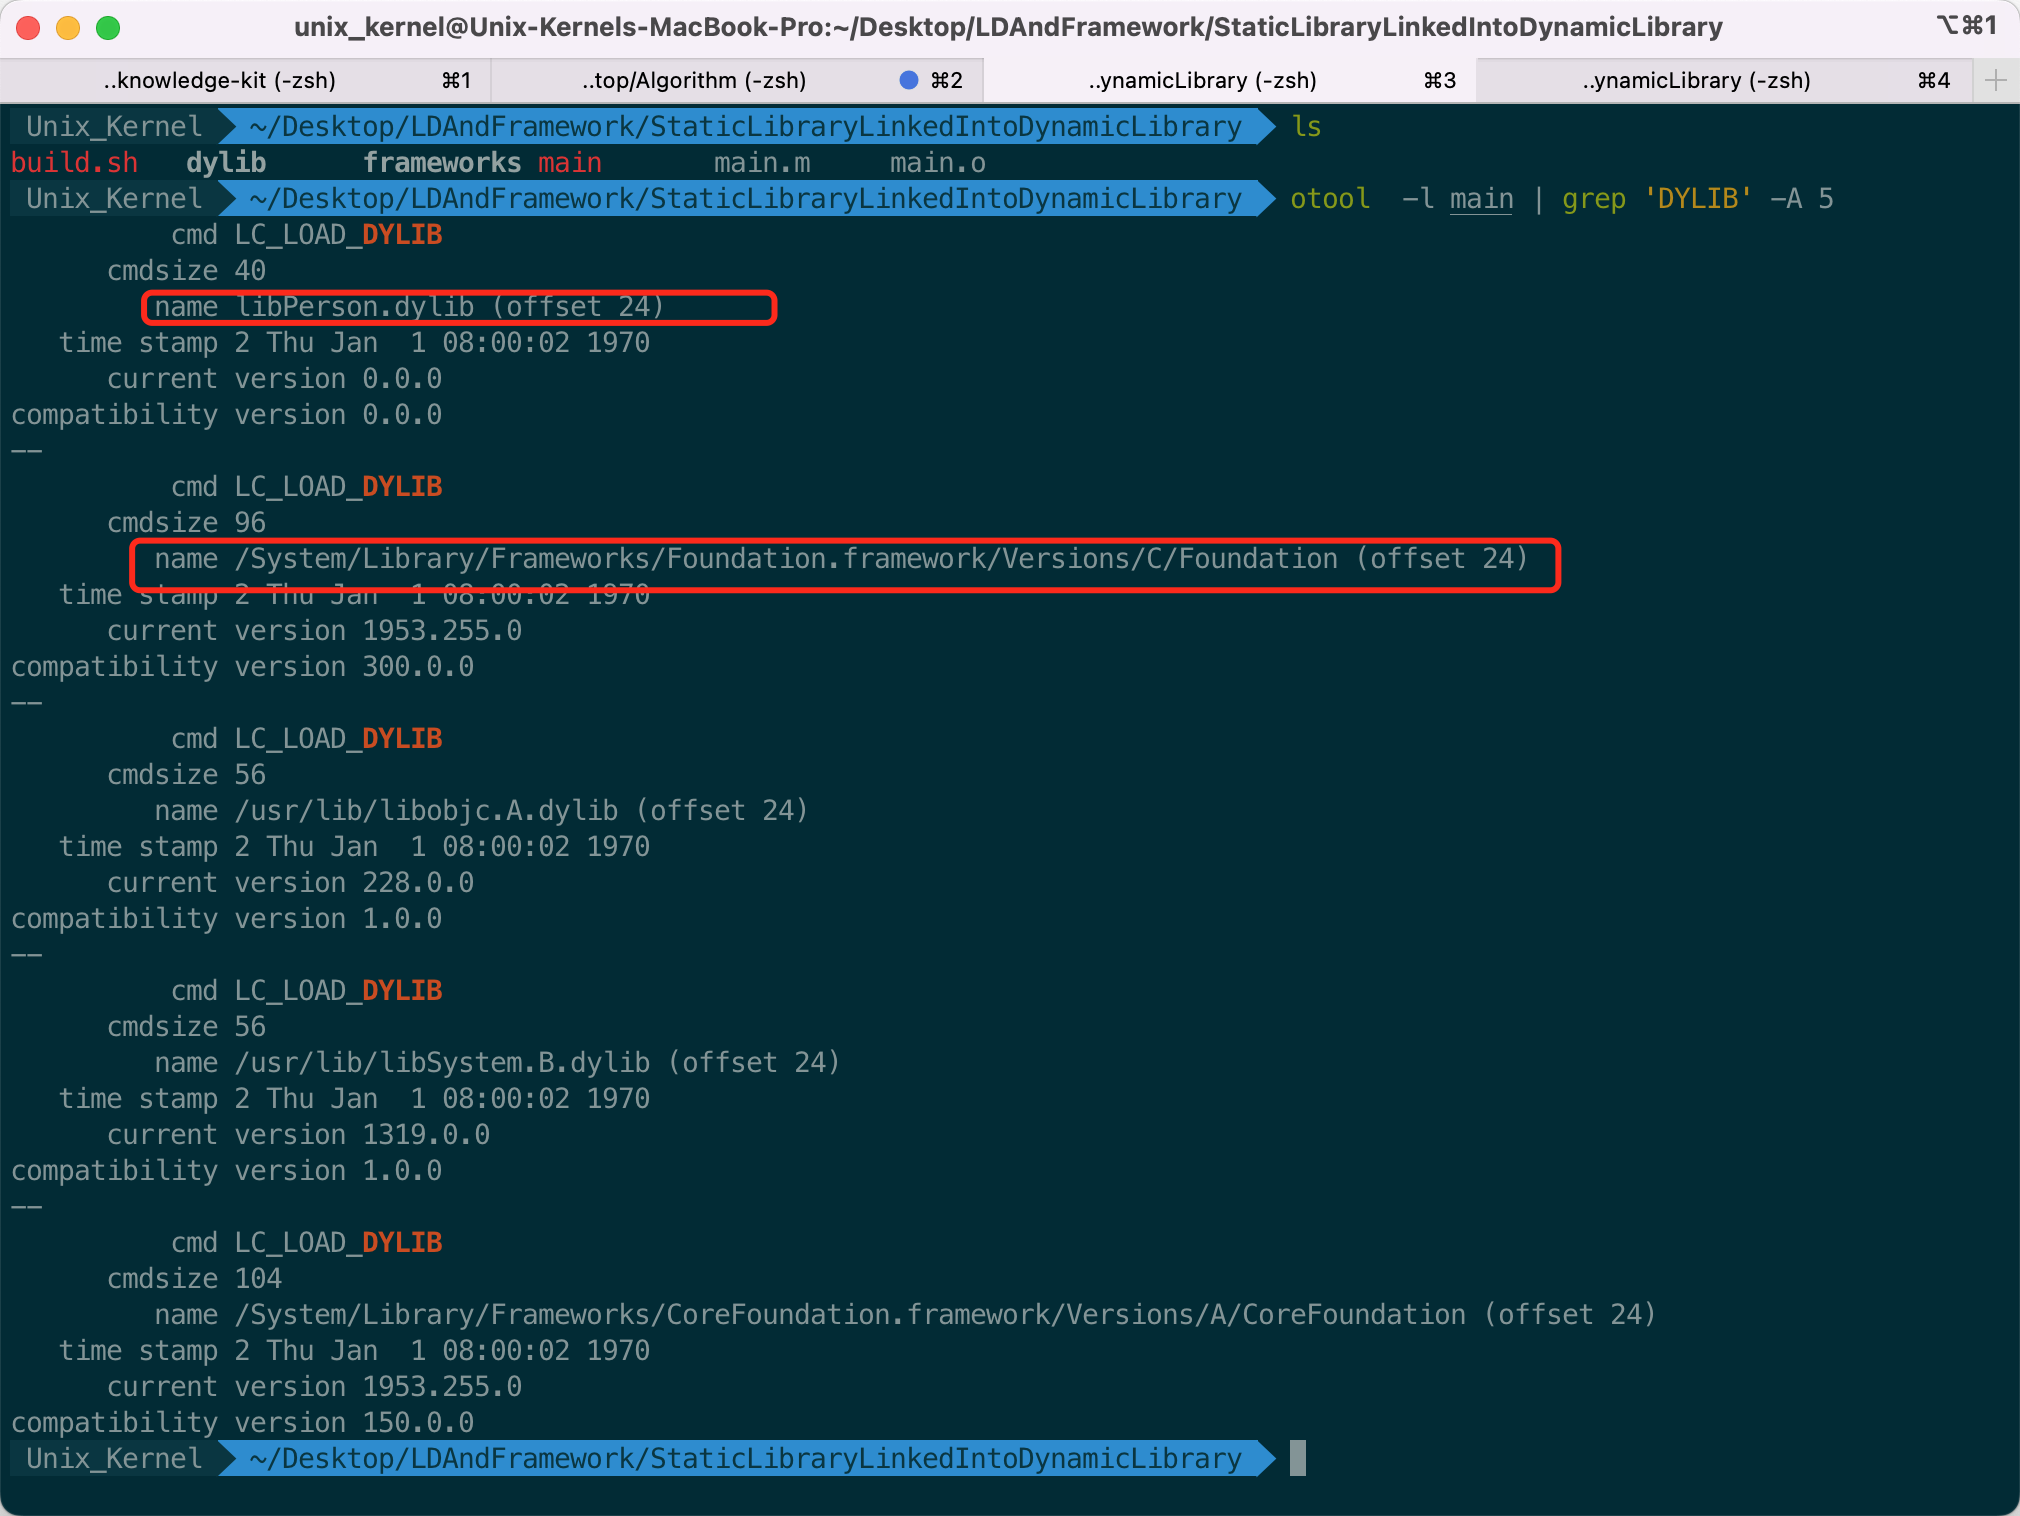 unix_kernel@Unix-Kernels-MacBook-Pro:~/Desktop/LDAndFramework/StaticLibraryLinkedIntoDynamicLibrary ⌥⌘1
..knowledge-kit (-zsh) ⌘1 ..top/Algorithm (-zsh) ⌘2 ..ynamicLibrary (-zsh) ⌘3 ..ynamicLibrary (-zsh) ⌘4 +
Unix_Kernel ~/Desktop/LDAndFramework/StaticLibraryLinkedIntoDynamicLibrary ls
build.sh dylib frameworks main main.m main.o
Unix_Kernel ~/Desktop/LDAndFramework/StaticLibraryLinkedIntoDynamicLibrary otool -l main | grep 'DYLIB' -A 5
cmd LC_LOAD_DYLIB
cmdsize 40
name libPerson.dylib (offset 24)
time stamp 2 Thu Jan 1 08:00:02 1970
current version 0.0.0
compatibility version 0.0.0
--
cmd LC_LOAD_DYLIB
cmdsize 96
name /System/Library/Frameworks/Foundation.framework/Versions/C/Foundation (offset 24)
time stamp 2 Thu Jan 1 08:00:02 1970
current version 1953.255.0
compatibility version 300.0.0
--
cmd LC_LOAD_DYLIB
cmdsize 56
name /usr/lib/libobjc.A.dylib (offset 24)
time stamp 2 Thu Jan 1 08:00:02 1970
current version 228.0.0
compatibility version 1.0.0
--
cmd LC_LOAD_DYLIB
cmdsize 56
name /usr/lib/libSystem.B.dylib (offset 24)
time stamp 2 Thu Jan 1 08:00:02 1970
current version 1319.0.0
compatibility version 1.0.0
--
cmd LC_LOAD_DYLIB
cmdsize 104
name /System/Library/Frameworks/CoreFoundation.framework/Versions/A/CoreFoundation (offset 24)
time stamp 2 Thu Jan 1 08:00:02 1970
current version 1953.255.0
compatibility version 150.0.0
Unix_Kernel ~/Desktop/LDAndFramework/StaticLibraryLinkedIntoDynamicLibrary